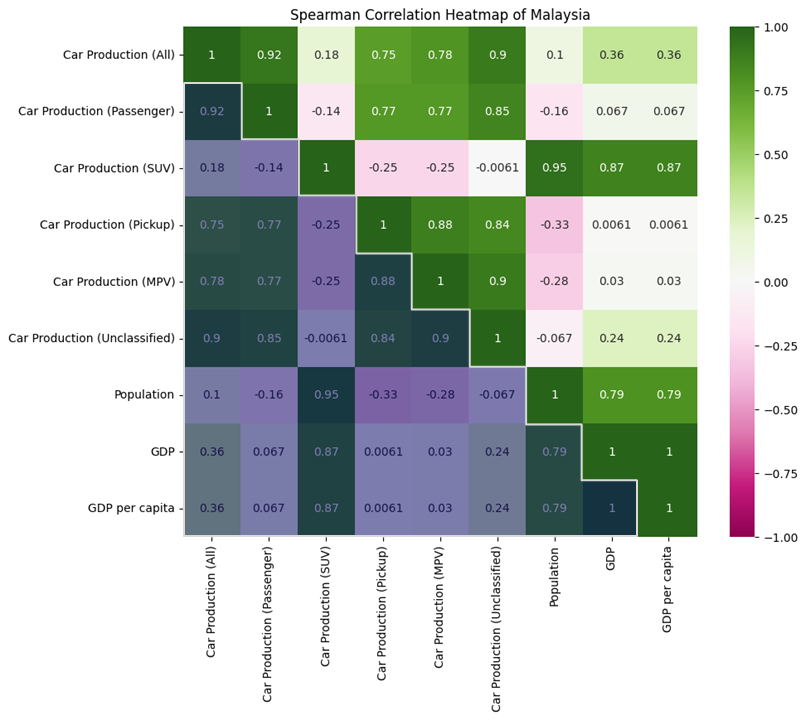 Spearman Correlation Heatmap of Malaysia
Car Production (All) 1 0.92 0.18 0.75 0.78 0.9 0.1 0.36 0.36
Car Production (Passenger) 0.92 1 -0.14 0.77 0.77 0.85 -0.16 0.067 0.067
Car Production (SUV) 0.18 -0.14 1 -0.25 -0.25 -0.0061 0.95 0.87 0.87
Car Production (Pickup) 0.75 0.77 -0.25 1 0.88 0.84 -0.33 0.0061 0.0061
Car Production (MPV) 0.78 0.77 -0.25 0.88 1 0.9 -0.28 0.03 0.03
Car Production (Unclassified) 0.9 0.85 -0.0061 0.84 0.9 1 -0.067 0.24 0.24
Population 0.1 -0.16 0.95 -0.33 -0.28 -0.067 1 0.79 0.79
GDP 0.36 0.067 0.87 0.0061 0.03 0.24 0.79 1 1
GDP per capita 0.36 0.067 0.87 0.0061 0.03 0.24 0.79 1 1
Car Production (All)
Car Production (Passenger)
Car Production (SUV)
Car Production (Pickup)
Car Production (MPV)
Car Production (Unclassified)
Population
GDP
GDP per capita
1.00
0.75
0.50
0.25
0.00
−0.25
−0.50
−0.75
−1.00